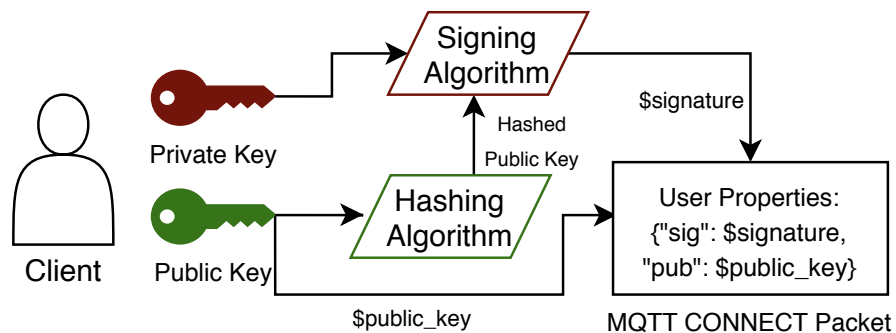 Signing
Algorithm
$signature
Hashed
Public Key
Private Key
User Properties:
{"sig": $signature,
"pub": $public_key}
Hashing
Algorithm
Client
Public Key
$public_key
MQTT CONNECT Packet